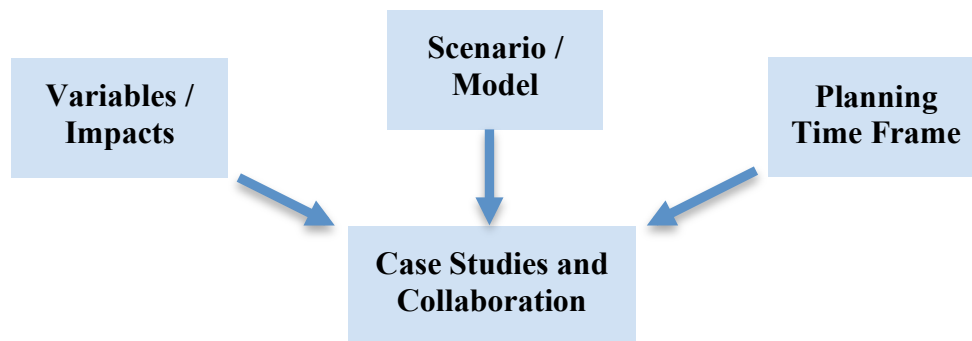 Variables /
Impacts
Scenario /
Model
Planning
Time Frame
Case Studies and
Collaboration